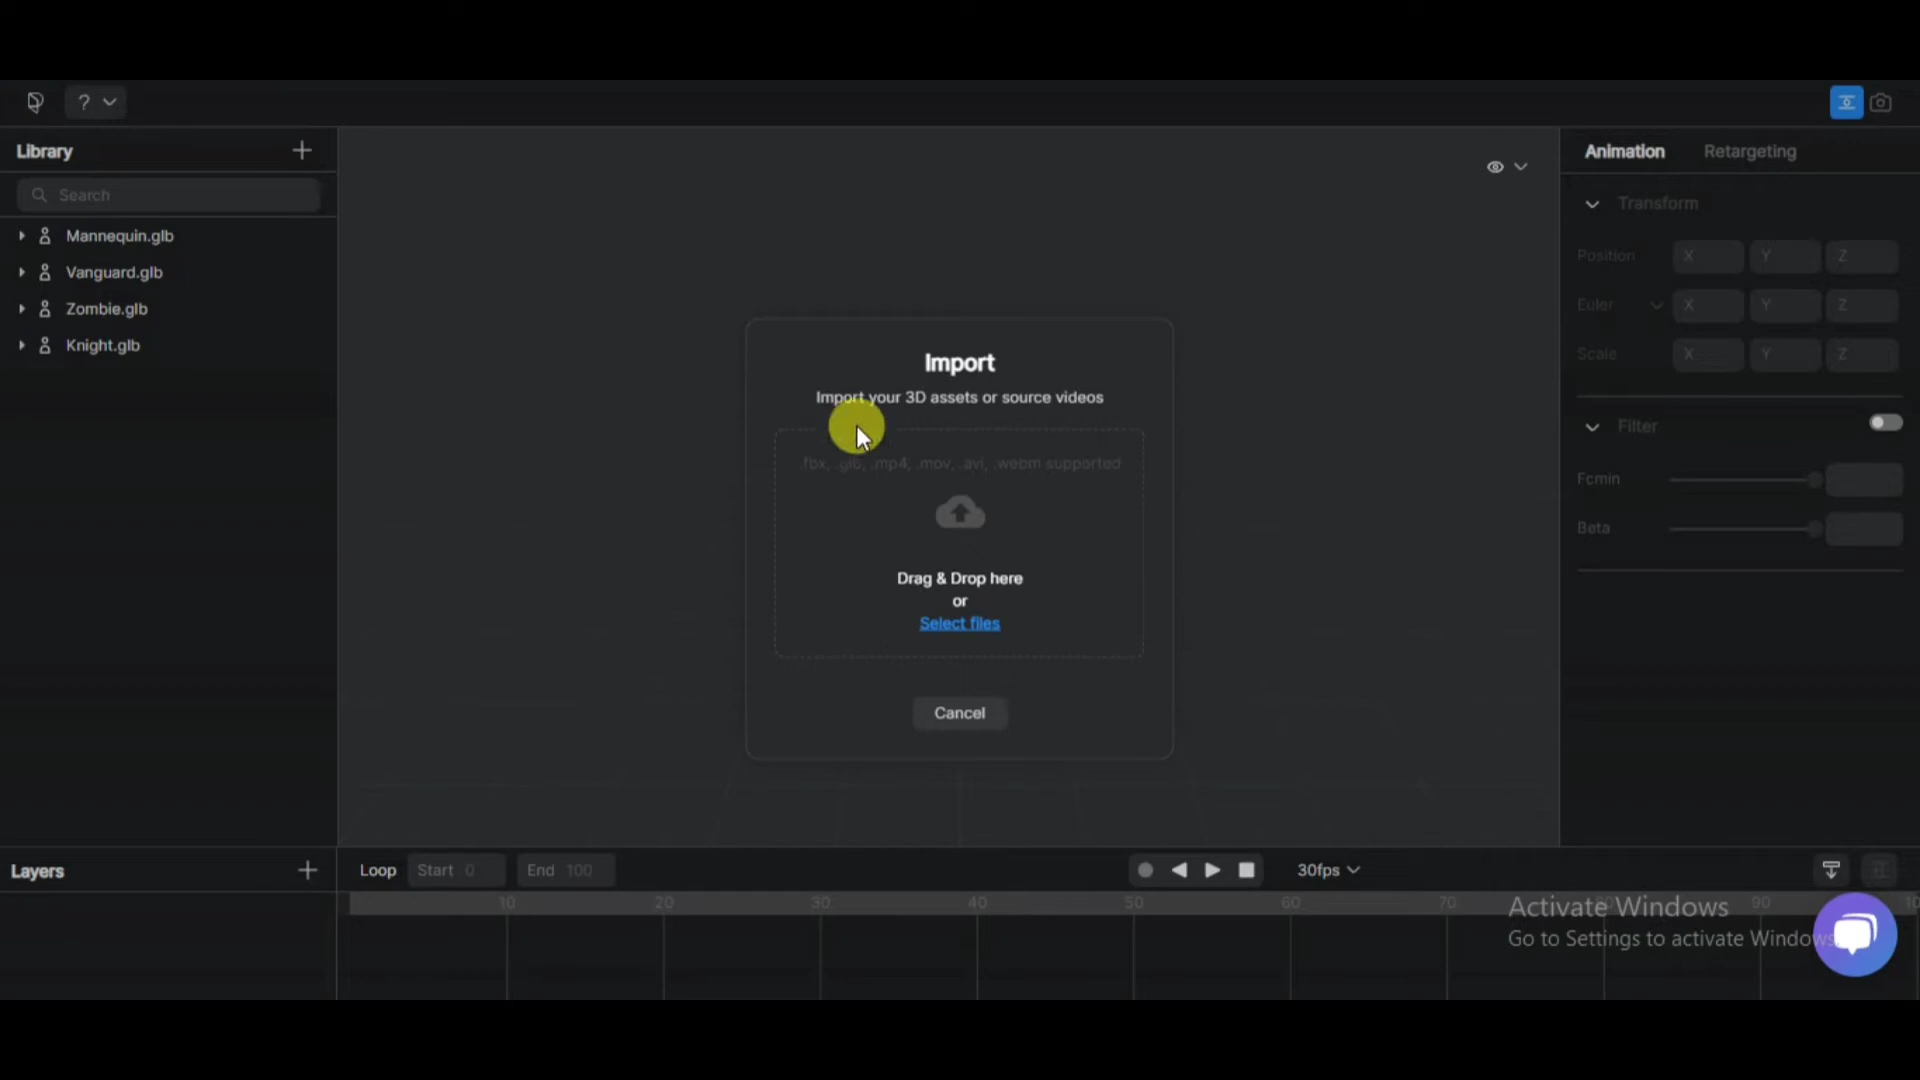 ?
Library
Search
Mannequin.glb
Vanguard.glb
Zombie.glb
Knight.glb
Import
Import your 3D assets or source videos
.fbx, .glb, .mp4, .mov, .avi, .webm supported
Drag & Drop here
or
Select files
Cancel
Animation Retargeting
Transform
Position X Y Z
Euler X Y Z
Scale X Y Z
Filter
Fcmin
Beta
Layers
Loop Start 0 End 100 30fps
10 20 30 40 50 60 70 90
Activate Windows
Go to Settings to activate Windows